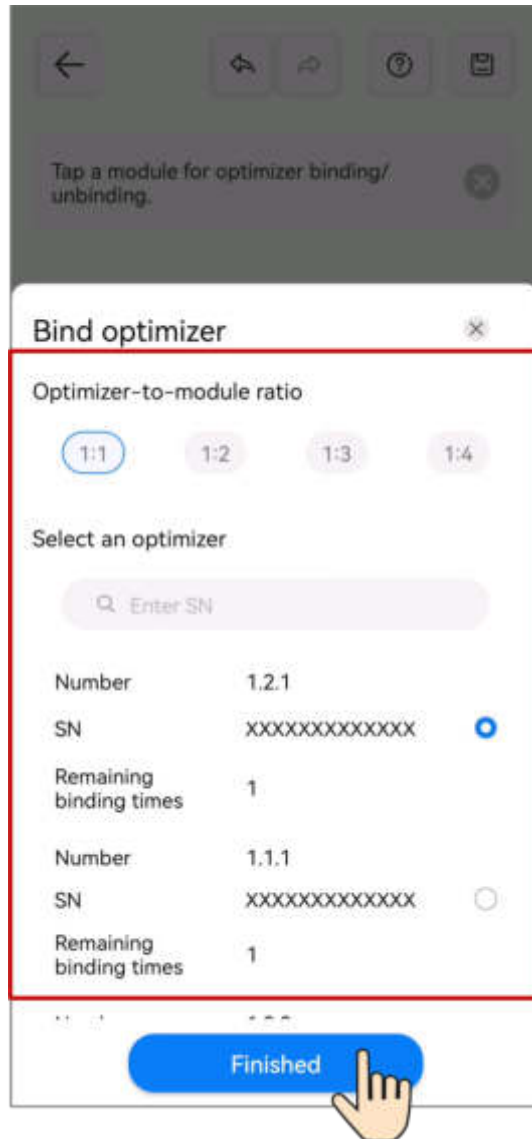 Tap a module for optimizer binding/
unbinding.
Bind optimizer
Optimizer-to-module ratio
1:1 1:2 1:3 1:4
Select an optimizer
Enter SN
Number 1.2.1
SN XXXXXXXXXXXXX
Remaining
binding times 1
Number 1.1.1
SN XXXXXXXXXXXXX
Remaining
binding times 1
Finished